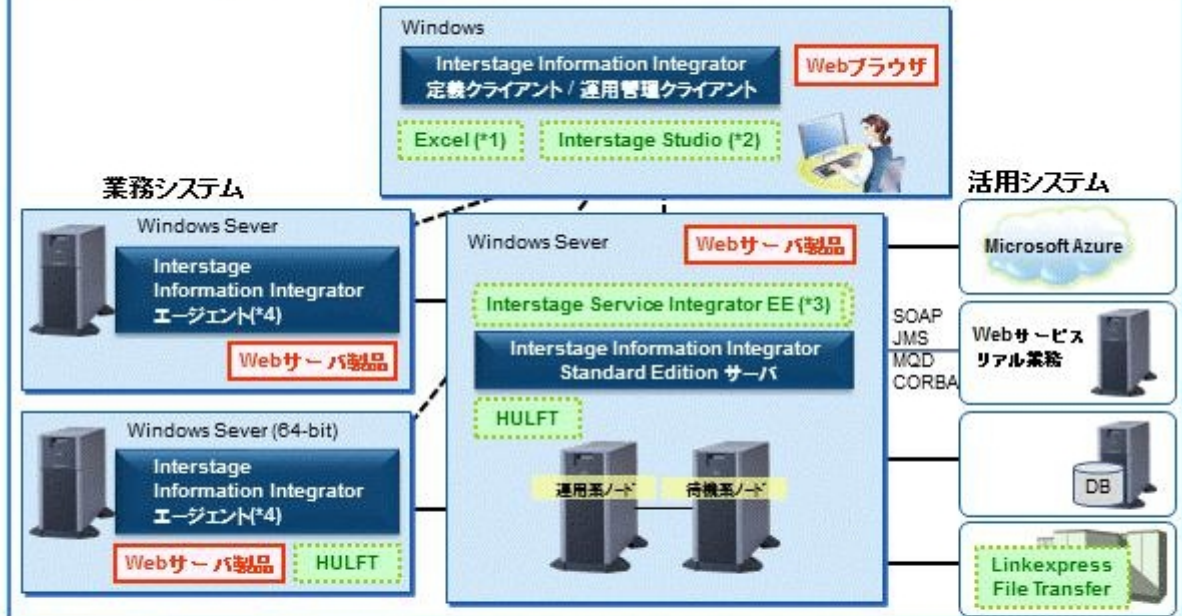 Windows
Interstage Information Integrator
定義クライアント / 運用管理クライアント
Webブラウザ
Excel (*1)
Interstage Studio (*2)
業務システム
Windows Sever
Interstage
Information Integrator
エージェント(*4)
Webサーバ製品
Windows Sever (64-bit)
Interstage
Information Integrator
エージェント(*4)
Webサーバ製品
HULFT
Windows Sever
Webサーバ製品
Interstage Service Integrator EE (*3)
Interstage Information Integrator
Standard Edition サーバ
HULFT
運用系ノード
待機系ノード
SOAP
JMS
MQD
CORBA
活用システム
Microsoft Azure
Webサービス
リアル業務
DB
Linkexpress
File Transfer